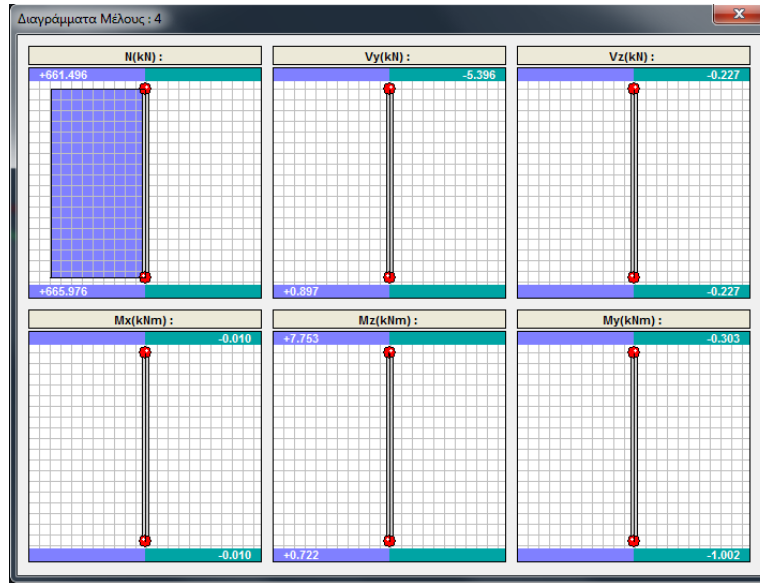 Διαγράμματα Μέλους : 4
X
N(kN) :
Vy(kN) :
Vz(kN) :
+661.496
-5.396
-0.227
+665.976
+0.897
-0.227
Mx(kNm) :
Mz(kNm) :
My(kNm) :
-0.010
+7.753
-0.303
-0.010
+0.722
-1.002